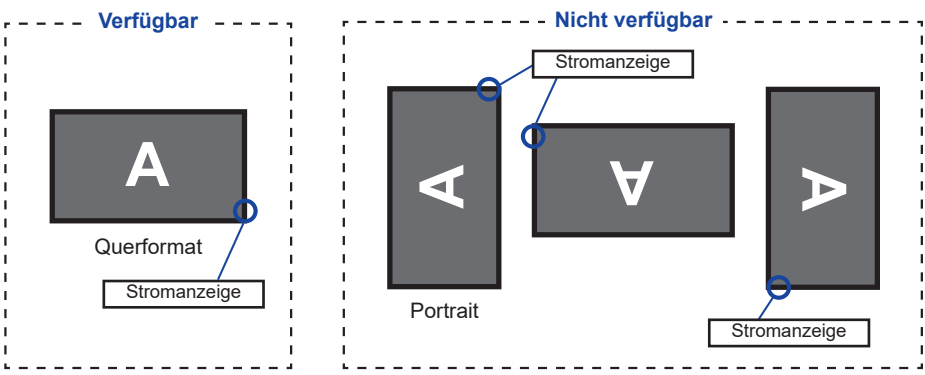 Verfügbar
A
Querformat
Stromanzeige
Nicht verfügbar
Stromanzeige
A
A
A
Portrait
Stromanzeige